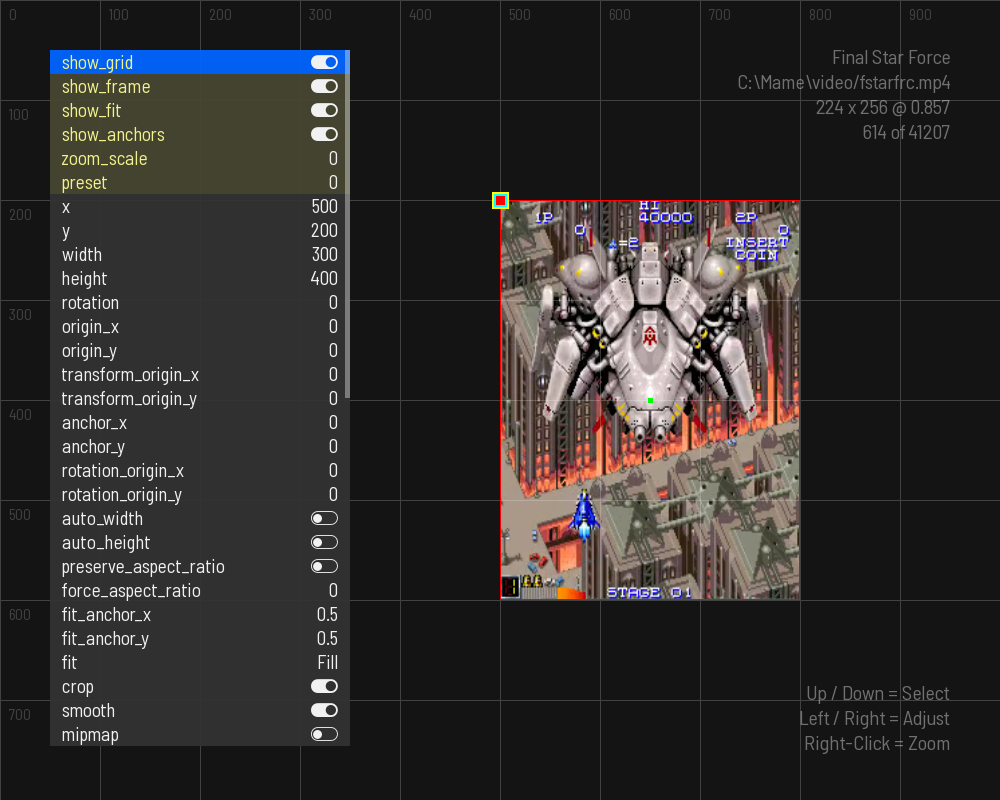 0 100 200 300 400 500 600 700 800 900
100
200
300
400
500
600
700
show_grid
show_frame
show_fit
show_anchors
zoom_scale 0
preset 0
x 500
y 200
width 300
height 400
rotation 0
origin_x 0
origin_y 0
transform_origin_x 0
transform_origin_y 0
anchor_x 0
anchor_y 0
rotation_origin_x 0
rotation_origin_y 0
auto_width
auto_height
preserve_aspect_ratio
force_aspect_ratio 0
fit_anchor_x 0.5
fit_anchor_y 0.5
fit Fill
crop
smooth
mipmap
Final Star Force
C:\Mame\video/fstarfrc.mp4
224 x 256 @ 0.857
614 of 41207
HI
1P 40000 2P
0 0
=2 INSERT
COIN
STAGE 01
Up / Down = Select
Left / Right = Adjust
Right-Click = Zoom